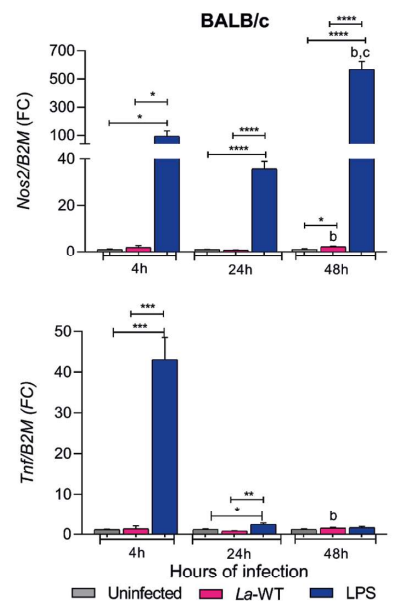 BALB/c
Nos2/B2M (FC)
700
500
300
100
40
20
0
*
*
****
****
****
****
b,c
*
b
4h
24h
48h
Tnf/B2M (FC)
50
40
30
20
10
0
***
***
**
*
b
4h
24h
48h
Hours of infection
Uninfected La-WT LPS